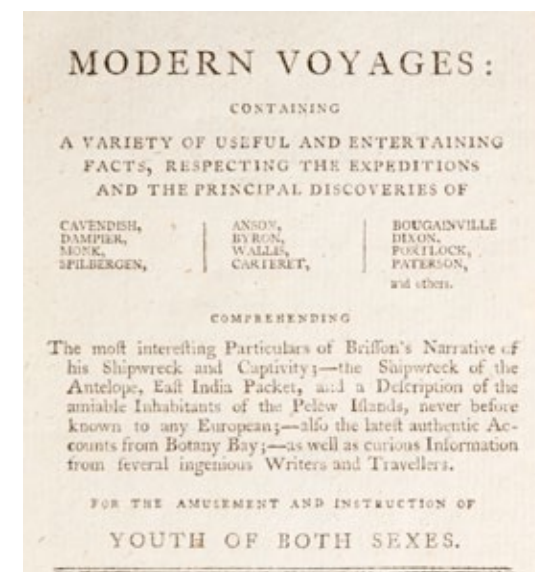 MODERN VOYAGES:
CONTAINING
A VARIETY OF USEFUL AND ENTERTAINING
FACTS, RESPECTING THE EXPEDITIONS
AND THE PRINCIPAL DISCOVERIES OF
CAVENDISH,
DAMPIER,
MONK,
SPILBERGEN,
ANSON,
BYRON,
WALLIS,
CARTERET,
BOUGAINVILLE
DIXON.
PORTLOCK,
PATERSON,
and others.
COMPREHENDING
The moſt intereſting Particulars of Briſſon's Narrative of
his Shipwreck and Captivity;—the Shipwreck of the
Antelope, Eaſt India Packet, and a Deſcription of the
amiable Inhabitants of the Pelew Iſlands, never before
known to any European;—alſo the lateſt authentic Ac-
counts from Botany Bay;—as well as curious Information
from ſeveral ingenious Writers and Travellers.
FOR THE AMUSEMENT AND INSTRUCTION OF
YOUTH OF BOTH SEXES.